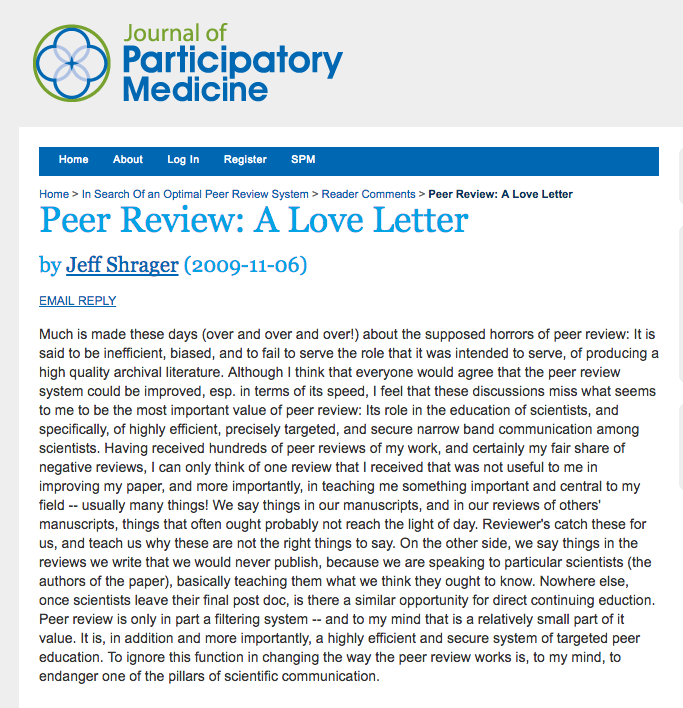 Journal of
Participatory
Medicine
Home About Log In Register SPM
Home > In Search Of an Optimal Peer Review System > Reader Comments > Peer Review: A Love Letter
Peer Review: A Love Letter
by Jeff Shrager (2009-11-06)
EMAIL REPLY
Much is made these days (over and over and over!) about the supposed horrors of peer review: It is
said to be inefficient, biased, and to fail to serve the role that it was intended to serve, of producing a
high quality archival literature. Although I think that everyone would agree that the peer review
system could be improved, esp. in terms of its speed, I feel that these discussions miss what seems
to me to be the most important value of peer review: Its role in the education of scientists, and
specifically, of highly efficient, precisely targeted, and secure narrow band communication among
scientists. Having received hundreds of peer reviews of my work, and certainly my fair share of
negative reviews, I can only think of one review that I received that was not useful to me in
improving my paper, and more importantly, in teaching me something important and central to my
field -- usually many things! We say things in our manuscripts, and in our reviews of others'
manuscripts, things that often ought probably not reach the light of day. Reviewer's catch these for
us, and teach us why these are not the right things to say. On the other side, we say things in the
reviews we write that we would never publish, because we are speaking to particular scientists (the
authors of the paper), basically teaching them what we think they ought to know. Nowhere else,
once scientists leave their final post doc, is there a similar opportunity for direct continuing eduction.
Peer review is only in part a filtering system -- and to my mind that is a relatively small part of it
value. It is, in addition and more importantly, a highly efficient and secure system of targeted peer
education. To ignore this function in changing the way the peer review works is, to my mind, to
endanger one of the pillars of scientific communication.